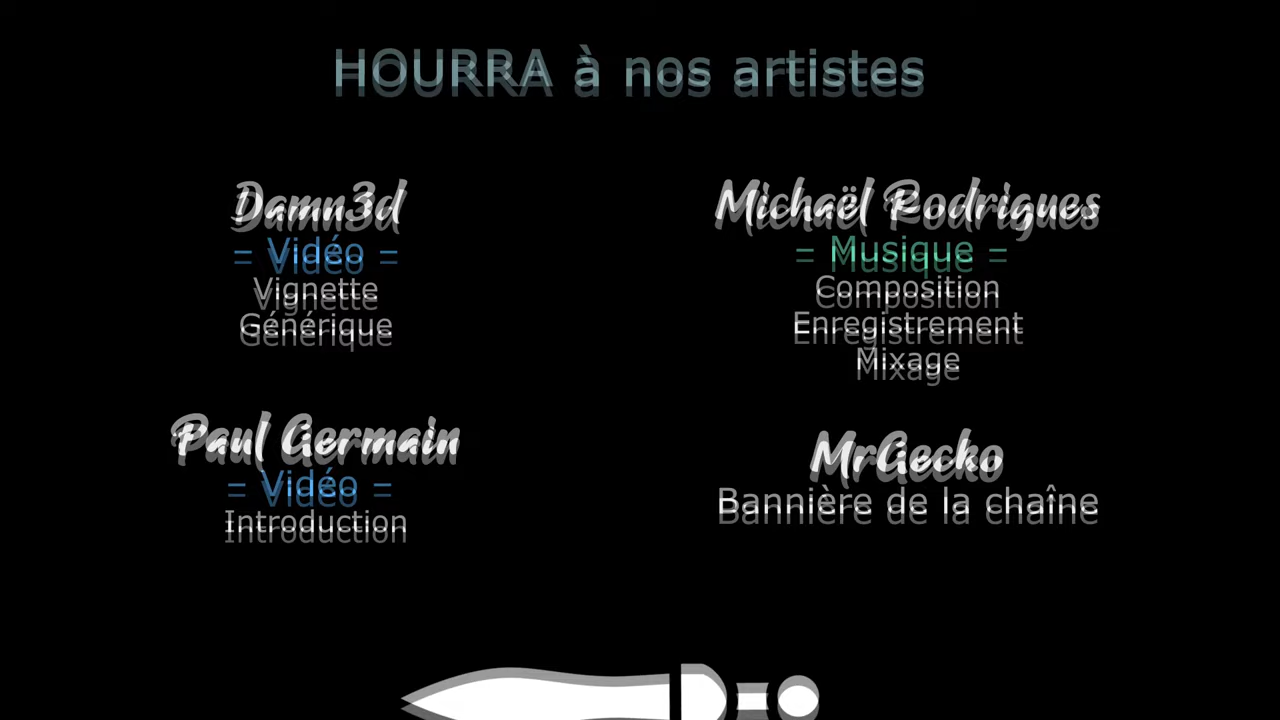 HOURRA à nos artistes
Damn3d
= Vidéo =
Vignette
Générique
Michaël Rodrigues
= Musique =
Composition
Enregistrement
Mixage
Paul Germain
= Vidéo =
Introduction
MrGecko
Bannière de la chaîne